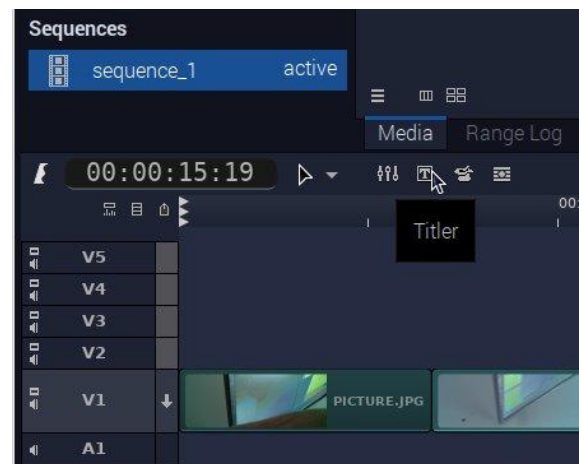 Sequences
sequence_1 active
Media Range Log
00:00:15:19
T
00:
Titler
V5
V4
V3
V2
V1 PICTURE.JPG
A1